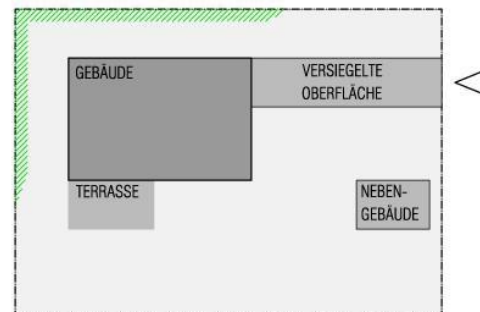 GEBÄUDE
VERSIEGELTE
OBERFLÄCHE
TERRASSE
NEBEN-
GEBÄUDE